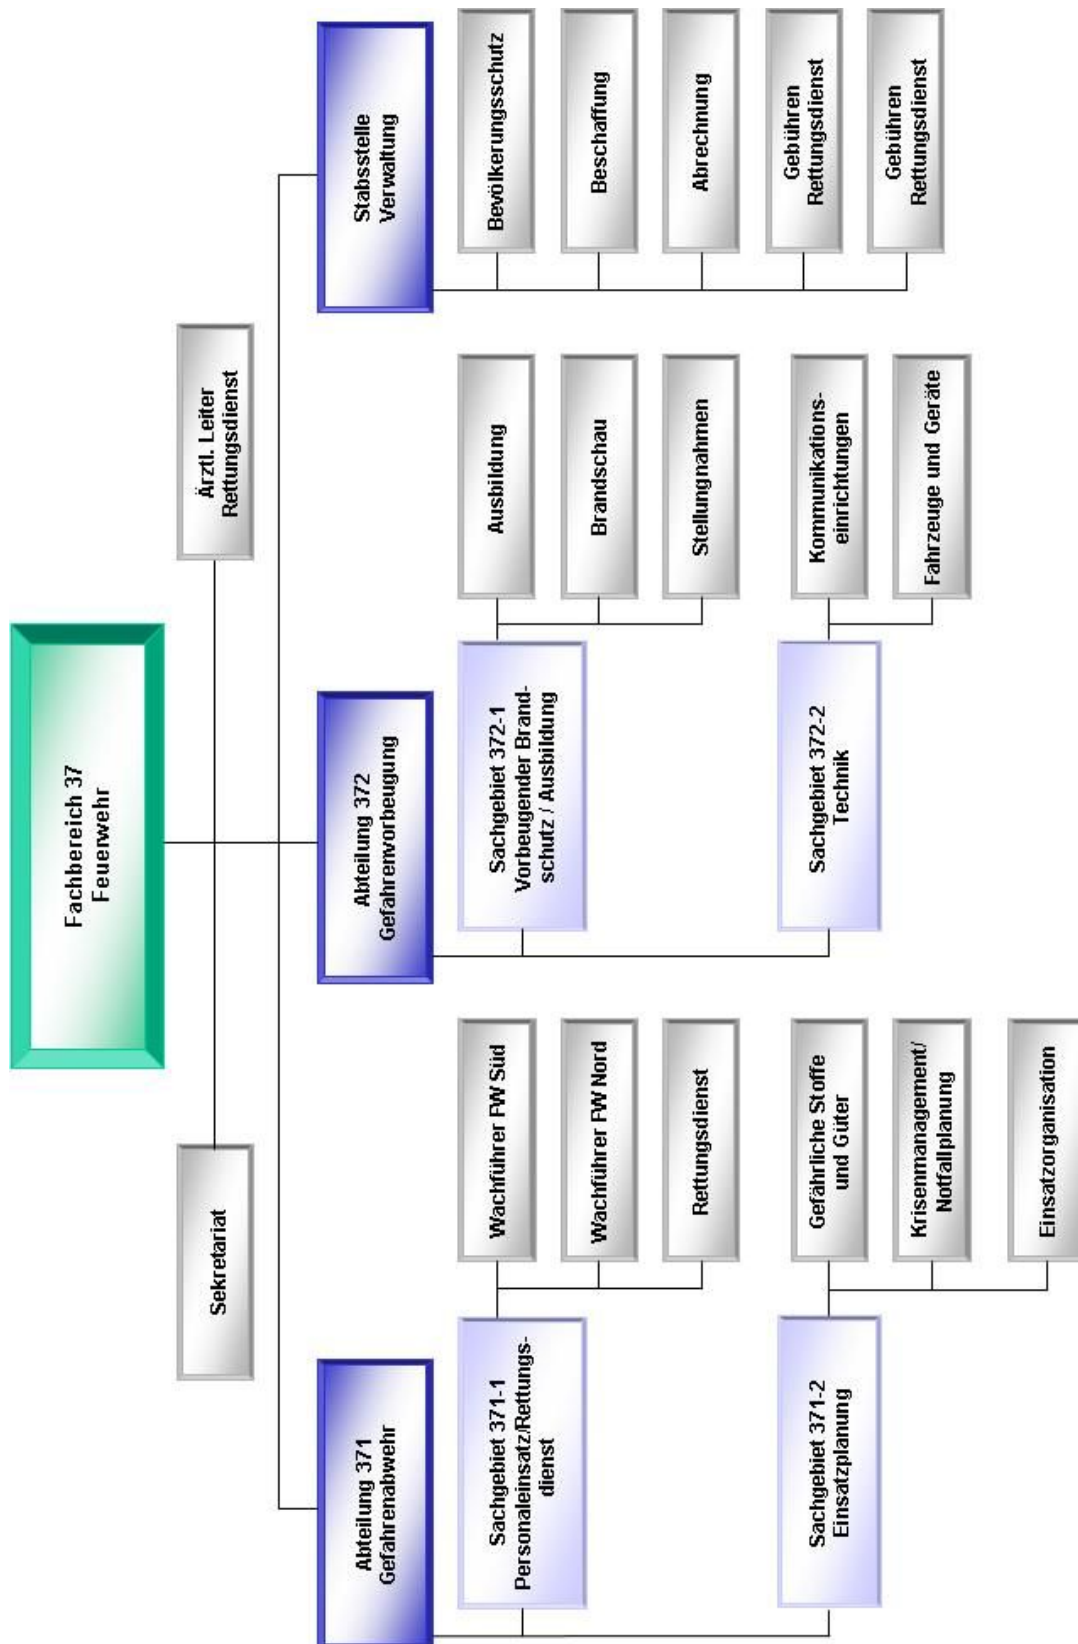 Fachbereich 37
Feuerwehr
Sekretariat
Ärztl. Leiter
Rettungsdienst
Abteilung 371
Gefahrenabwehr
Abteilung 372
Gefahrenvorbeugung
Stabsstelle
Verwaltung
Sachgebiet 371-1
Personaleinsatz/Rettungs-
dienst
Wachführer FW Süd
Wachführer FW Nord
Rettungsdienst
Sachgebiet 371-2
Einsatzplanung
Gefährliche Stoffe
und Güter
Krisenmanagement/
Notfallplanung
Einsatzorganisation
Sachgebiet 372-1
Vorbeugender Brand-
schutz / Ausbildung
Ausbildung
Brandschau
Stellungnahmen
Sachgebiet 372-2
Technik
Kommunikations-
einrichtungen
Fahrzeuge und Geräte
Bevölkerungsschutz
Beschaffung
Abrechnung
Gebühren
Rettungsdienst
Gebühren
Rettungsdienst